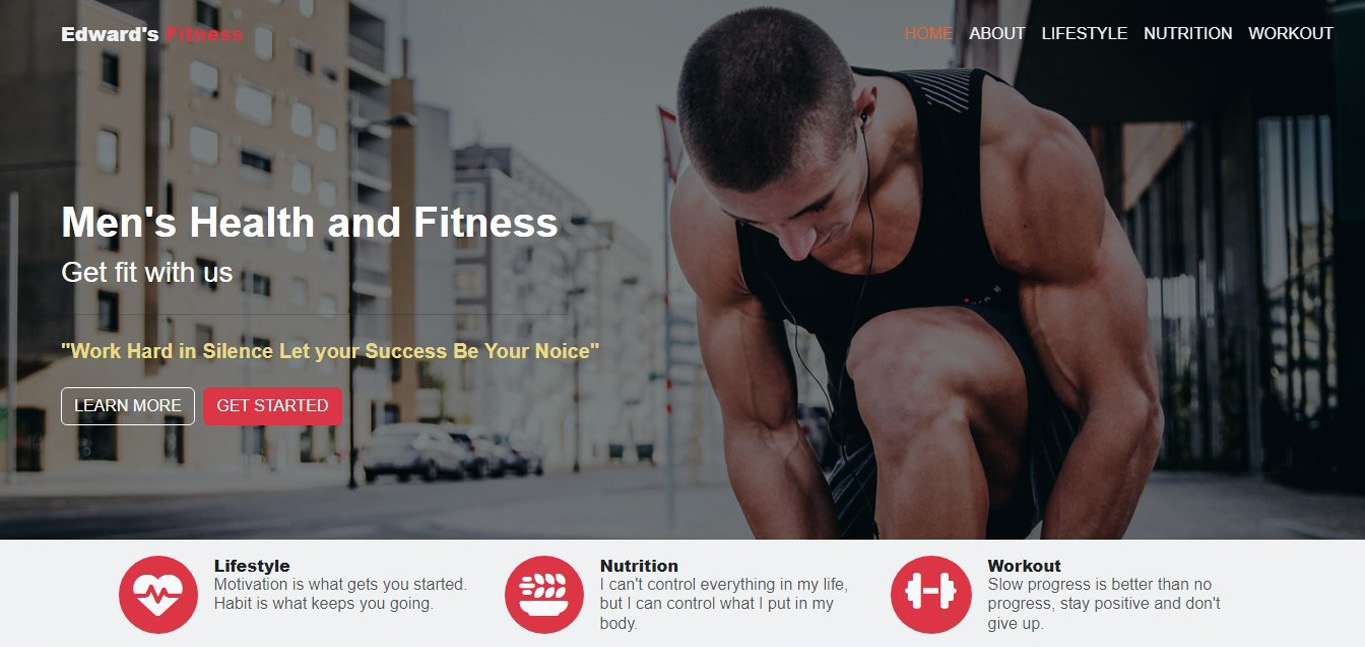 Edward's Fitness
HOME ABOUT LIFESTYLE NUTRITION WORKOUT
Men's Health and Fitness
Get fit with us
"Work Hard in Silence Let your Success Be Your Noice"
LEARN MORE GET STARTED
Lifestyle
Motivation is what gets you started.
Habit is what keeps you going.
Nutrition
I can't control everything in my life,
but I can control what I put in my
body.
Workout
Slow progress is better than no
progress, stay positive and don't
give up.